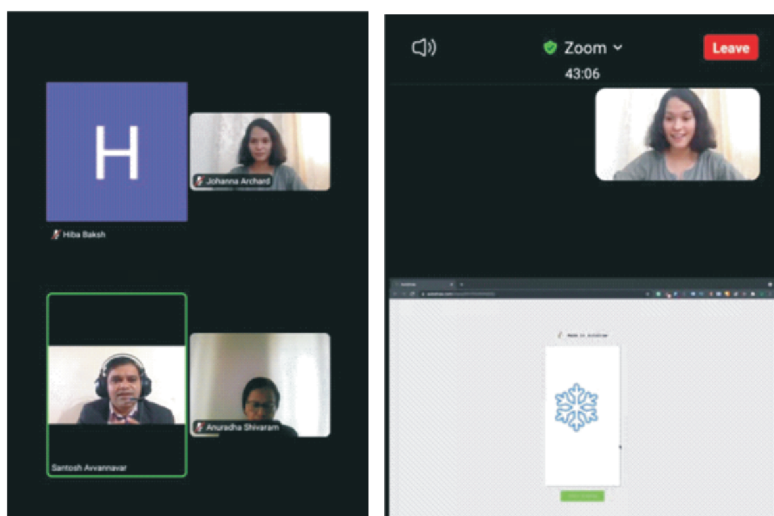 H
Johanna Archard
Hiba Baksh
Anuradha Shivaram
Santosh Avvannavar
Zoom
Leave
43:06